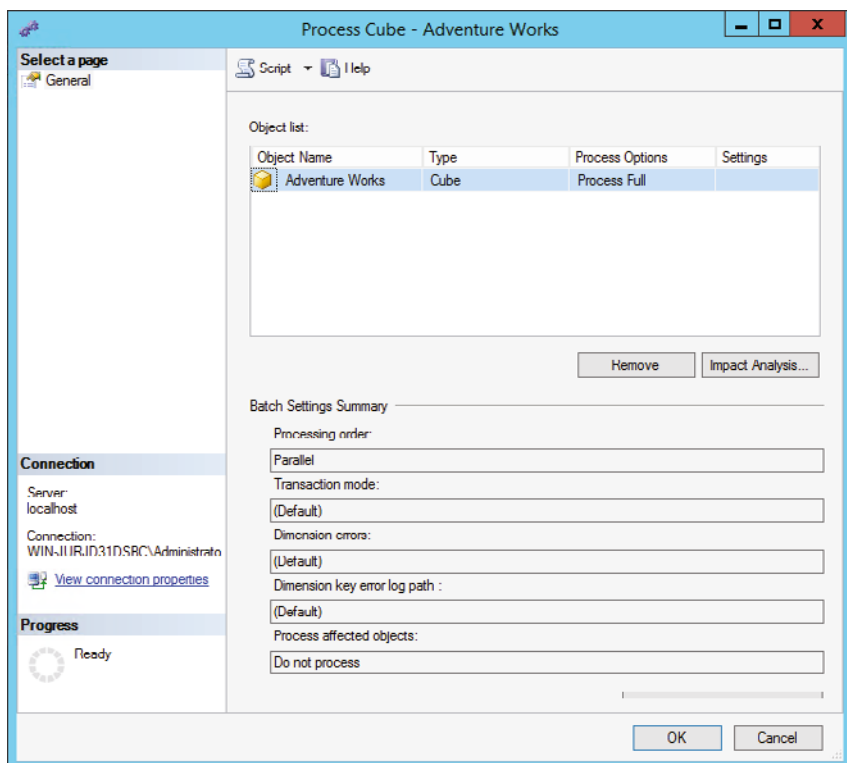 Process Cube - Adventure Works
Select a page
General
Script
Help
Object list:
Object Name Type Process Options Settings
Adventure Works Cube Process Full
Remove Impact Analysis...
Batch Settings Summary
Processing order:
Parallel
Transaction mode:
(Default)
Dimension errors:
(Default)
Dimension key error log path :
(Default)
Process affected objects:
Do not process
Connection
Server:
localhost
Connection:
View connection properties
Progress
Ready
OK Cancel